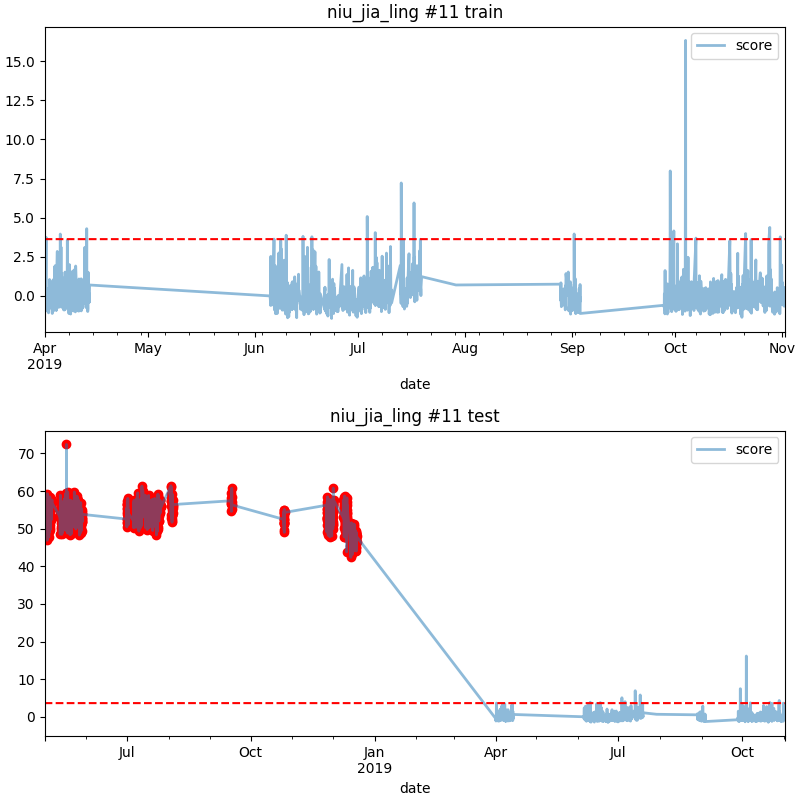 niu_jia_ling #11 train
score
15.0
12.5
10.0
7.5
5.0
2.5
0.0
Apr May Jun Jul Aug Sep Oct Nov
2019
date
niu_jia_ling #11 test
score
70
60
50
40
30
20
10
0
Jul Oct Jan Apr Jul Oct
2019
date